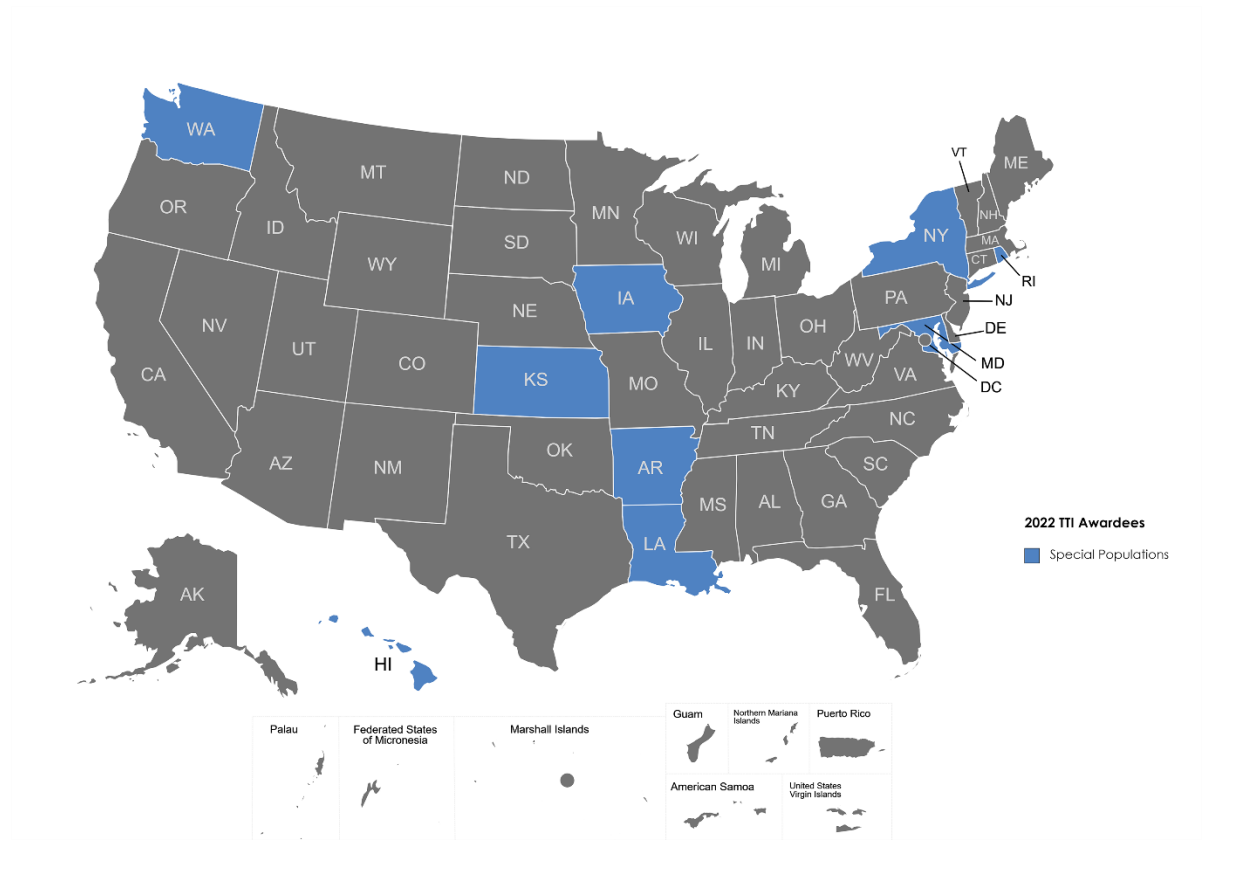 WA
MT
ND
MN
VT
ME
OR
ID
SD
WI
MI
NY
NH
MA
CT
RI
WY
IA
NE
PA
NJ
NV
UT
CO
IL
IN
OH
DE
MD
DC
CA
KS
MO
WV
VA
KY
AZ
NM
OK
AR
TN
NC
SC
TX
LA
MS
AL
GA
FL
2022 TTI Awardees
Special Populations
AK
HI
Palau
Federated States
of Micronesia
Marshall Islands
Guam
Northern Mariana
Islands
Puerto Rico
American Samoa
United States
Virgin Islands